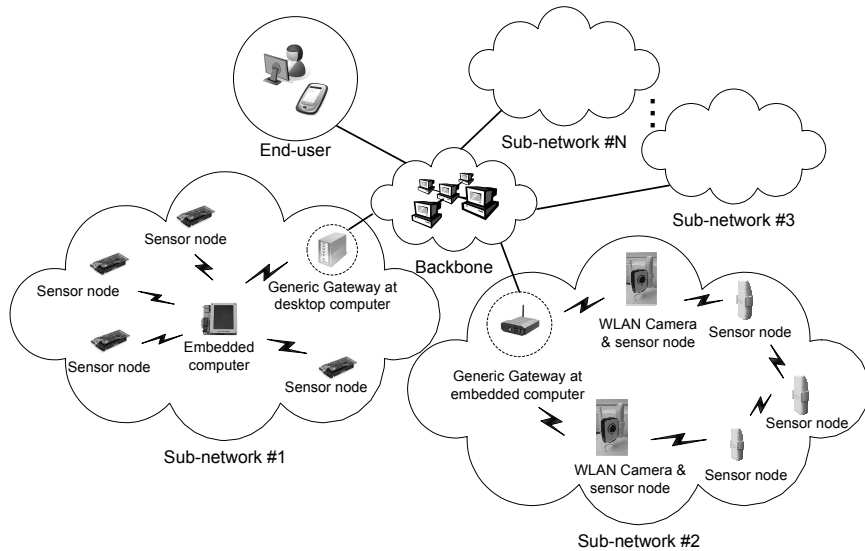 End-user
Sub-network #N
Sub-network #3
Backbone
Sensor node
Sensor node
Sensor node
Embedded
computer
Sensor node
Generic Gateway at
desktop computer
Sub-network #1
Generic Gateway at
embedded computer
WLAN Camera
& sensor node
Sensor node
Sensor node
Sensor node
WLAN Camera &
sensor node
Sub-network #2